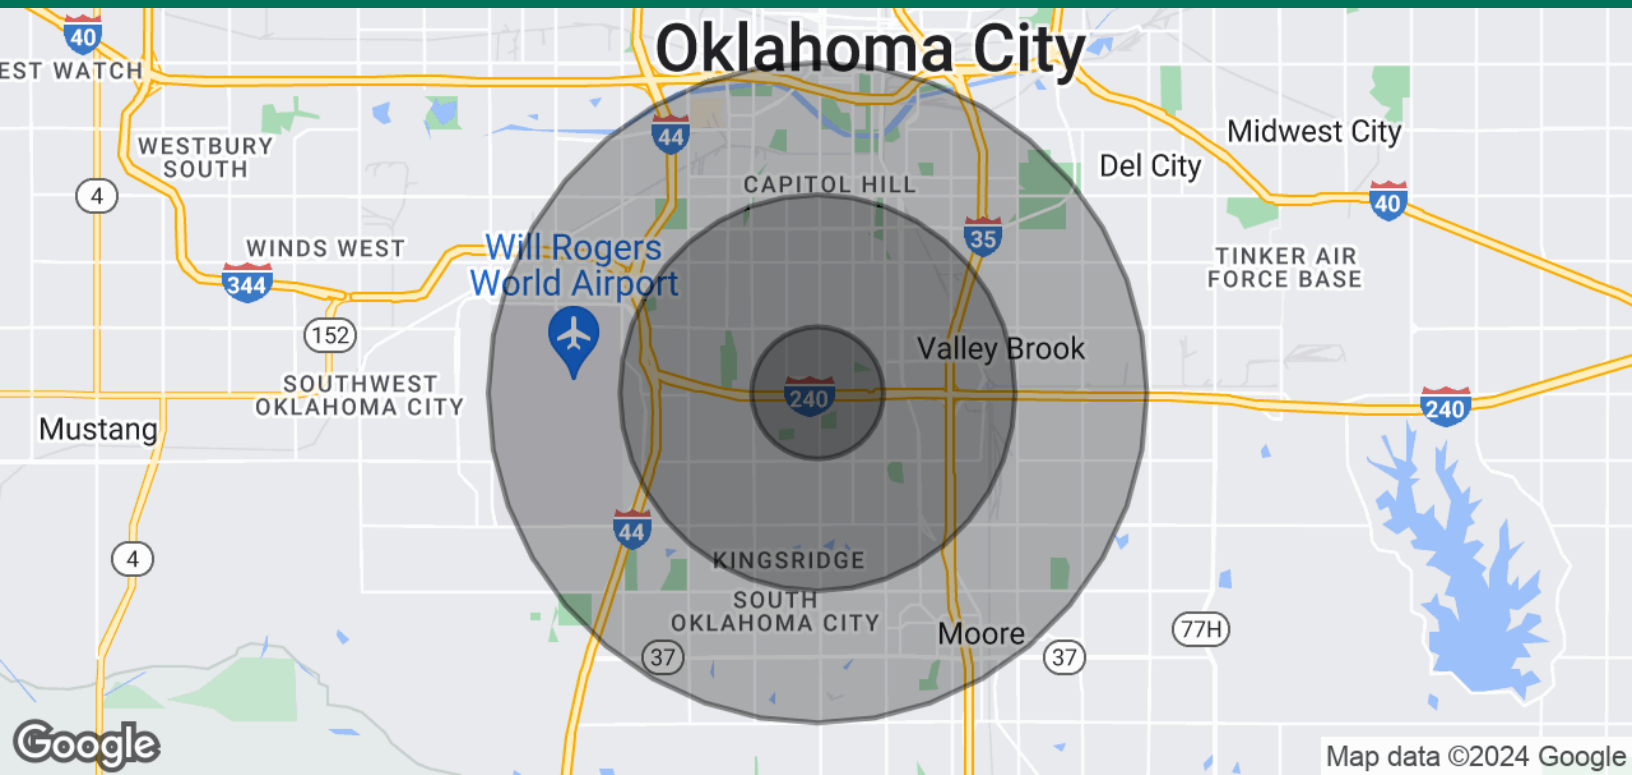 Oklahoma City
40
EST WATCH
44
Midwest City
WESTBURY
SOUTH
Del City
4
CAPITOL HILL
40
35
WINDS WEST
Will Rogers
World Airport
TINKER AIR
FORCE BASE
344
152
Valley Brook
SOUTHWEST
OKLAHOMA CITY
240
240
Mustang
44
4
KINGSRIDGE
SOUTH
OKLAHOMA CITY
Moore
77H
37
37
Google
Map data ©2024 Google